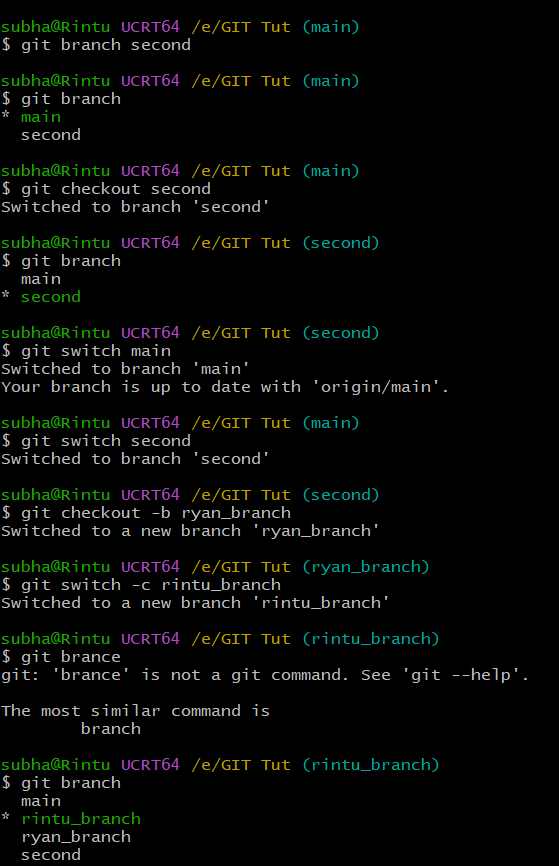 subha@Rintu UCRT64 /e/GIT Tut (main)
$ git branch second
subha@Rintu UCRT64 /e/GIT Tut (main)
$ git branch
* main
  second
subha@Rintu UCRT64 /e/GIT Tut (main)
$ git checkout second
Switched to branch 'second'
subha@Rintu UCRT64 /e/GIT Tut (second)
$ git branch
  main
* second
subha@Rintu UCRT64 /e/GIT Tut (second)
$ git switch main
Switched to branch 'main'
Your branch is up to date with 'origin/main'.
subha@Rintu UCRT64 /e/GIT Tut (main)
$ git switch second
Switched to branch 'second'
subha@Rintu UCRT64 /e/GIT Tut (second)
$ git checkout -b ryan_branch
Switched to a new branch 'ryan_branch'
subha@Rintu UCRT64 /e/GIT Tut (ryan_branch)
$ git switch -c rintu_branch
Switched to a new branch 'rintu_branch'
subha@Rintu UCRT64 /e/GIT Tut (rintu_branch)
$ git brance
git: 'brance' is not a git command. See 'git --help'.
The most similar command is
        branch
subha@Rintu UCRT64 /e/GIT Tut (rintu_branch)
$ git branch
  main
* rintu_branch
  ryan_branch
  second